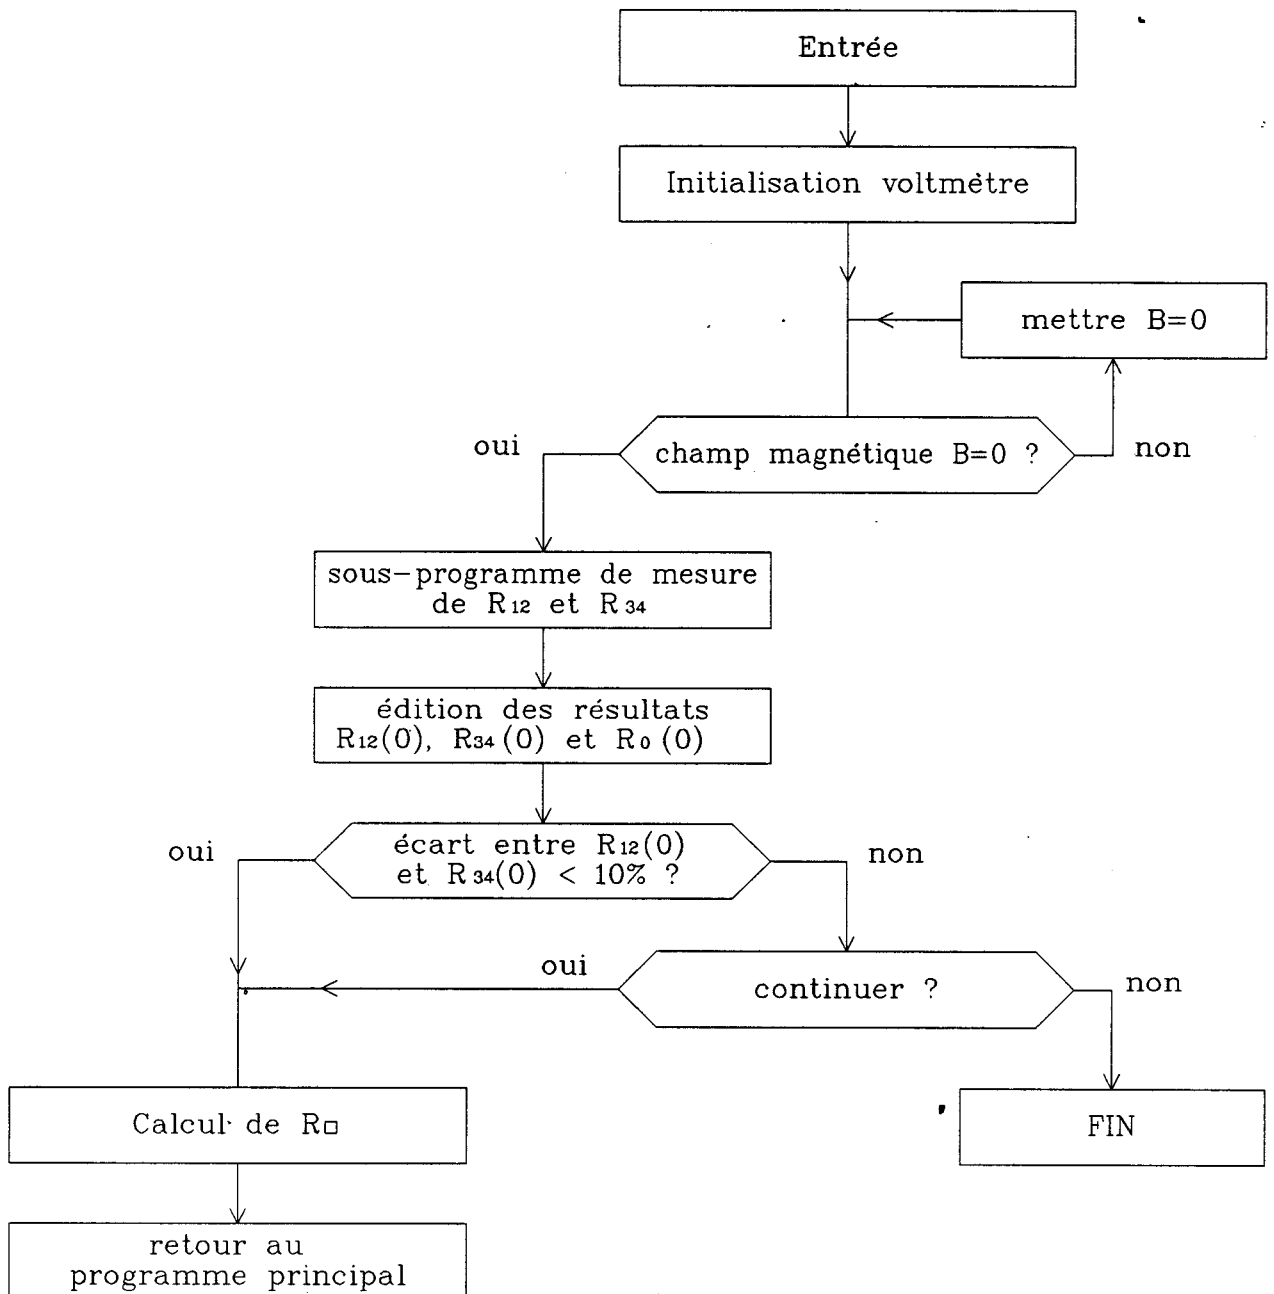 Entrée
Initialisation voltmètre
mettre B=0
oui
champ magnétique B=0 ?
non
sous-programme de mesure
de R12 et R34
édition des résultats
R12(0), R34(0) et R0(0)
oui
écart entre R12(0)
et R34(0) < 10% ?
non
oui
continuer ?
non
Calcul de R□
FIN
retour au
programme principal